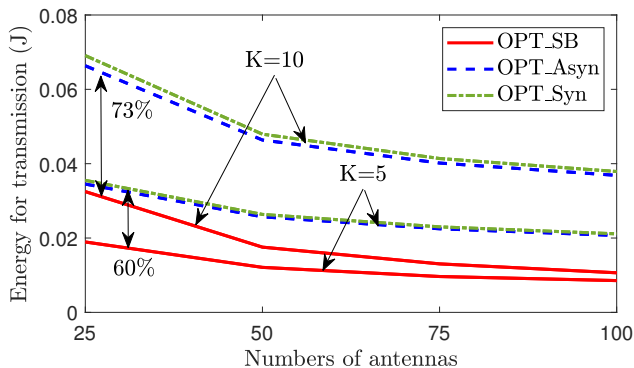 Energy for transmission (J)
0.08
0.06
0.04
0.02
0
25
50
75
100
Numbers of antennas
OPT_SB
OPT_Asyn
OPT_Syn
K=10
73%
K=5
60%